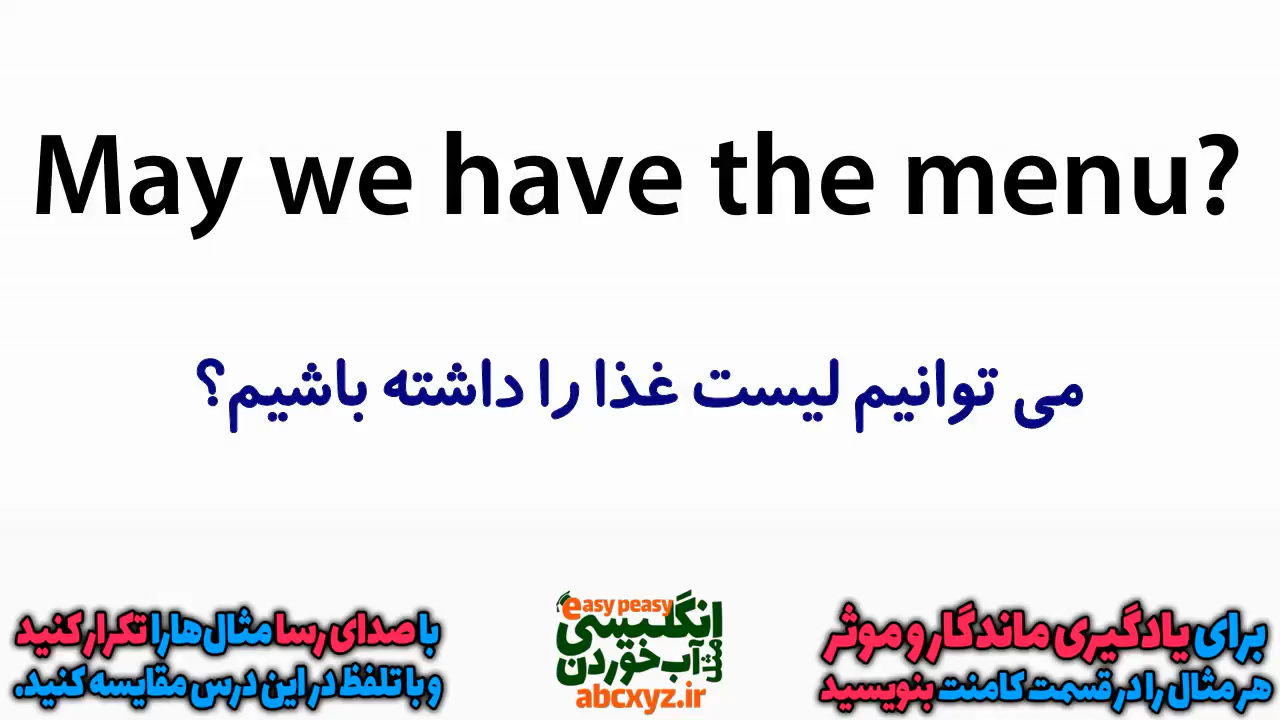 May we have the menu?
می توانیم لیست غذا را داشته باشیم؟
برای یادگیری ماندگار و موثر
هر مثال را در قسمت کامنت بنویسید
easy peasy
انگلیسی
مثل آب خوردن
abcxyz.ir
با صدای رسا مثال‌ها را تکرار کنید
و با تلفظ در این درس مقایسه کنید.